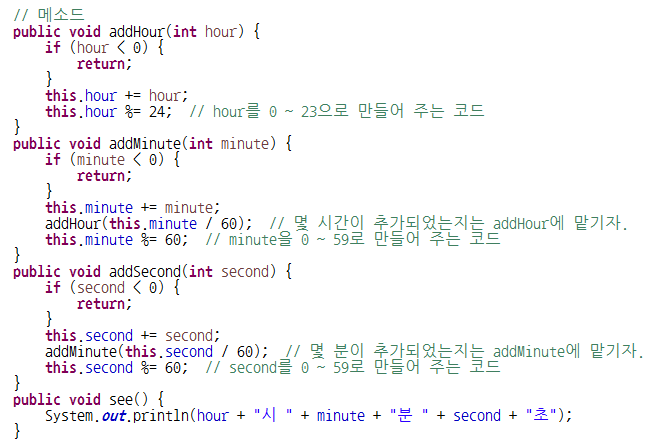 // 메소드
public void addHour(int hour) {
    if (hour < 0) {
        return;
    }
    this.hour += hour;
    this.hour %= 24;  // hour를 0 ~ 23으로 만들어 주는 코드
}
public void addMinute(int minute) {
    if (minute < 0) {
        return;
    }
    this.minute += minute;
    addHour(this.minute / 60);  // 몇 시간이 추가되었는지는 addHour에 맡기자.
    this.minute %= 60;  // minute을 0 ~ 59로 만들어 주는 코드
}
public void addSecond(int second) {
    if (second < 0) {
        return;
    }
    this.second += second;
    addMinute(this.second / 60);  // 몇 분이 추가되었는지는 addMinute에 맡기자.
    this.second %= 60;  // second를 0 ~ 59로 만들어 주는 코드
}
public void see() {
    System.out.println(hour + "시 " + minute + "분 " + second + "초");
}